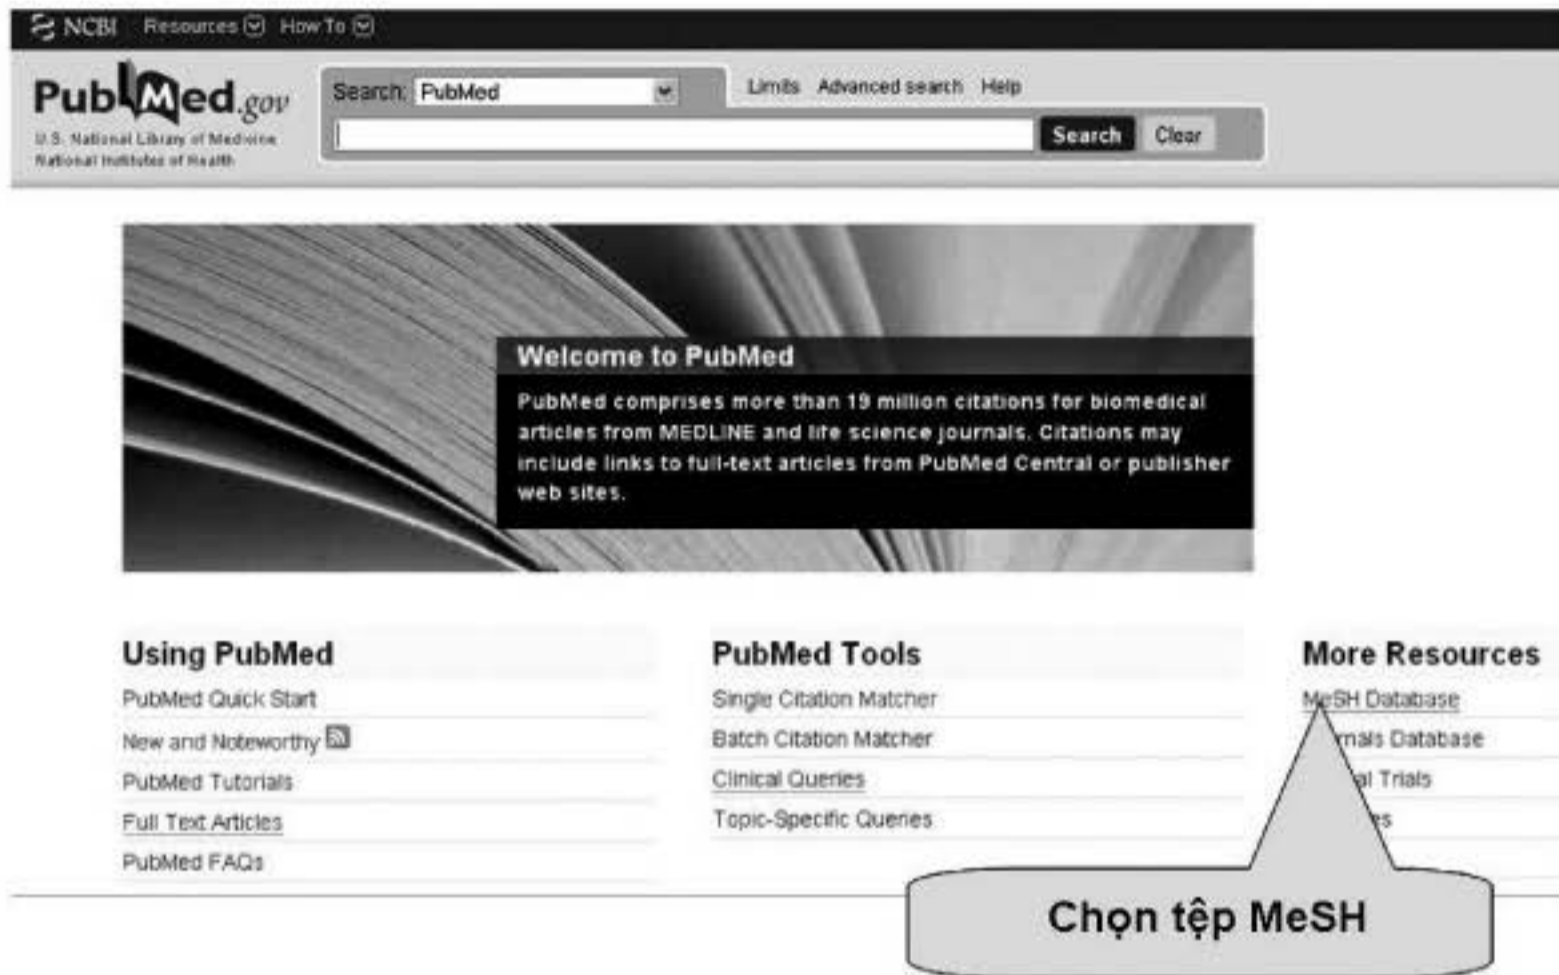 NCBI Resources How To
PubMed.gov
U.S. National Library of Medicine
National Institutes of Health
Search: PubMed
Limits Advanced search Help
Search Clear
Welcome to PubMed
PubMed comprises more than 19 million citations for biomedical
articles from MEDLINE and life science journals. Citations may
include links to full-text articles from PubMed Central or publisher
web sites.
Using PubMed
PubMed Quick Start
New and Noteworthy
PubMed Tutorials
Full Text Articles
PubMed FAQs
PubMed Tools
Single Citation Matcher
Batch Citation Matcher
Clinical Queries
Topic-Specific Queries
More Resources
MeSH Database
Database
Trials
Chọn tệp MeSH